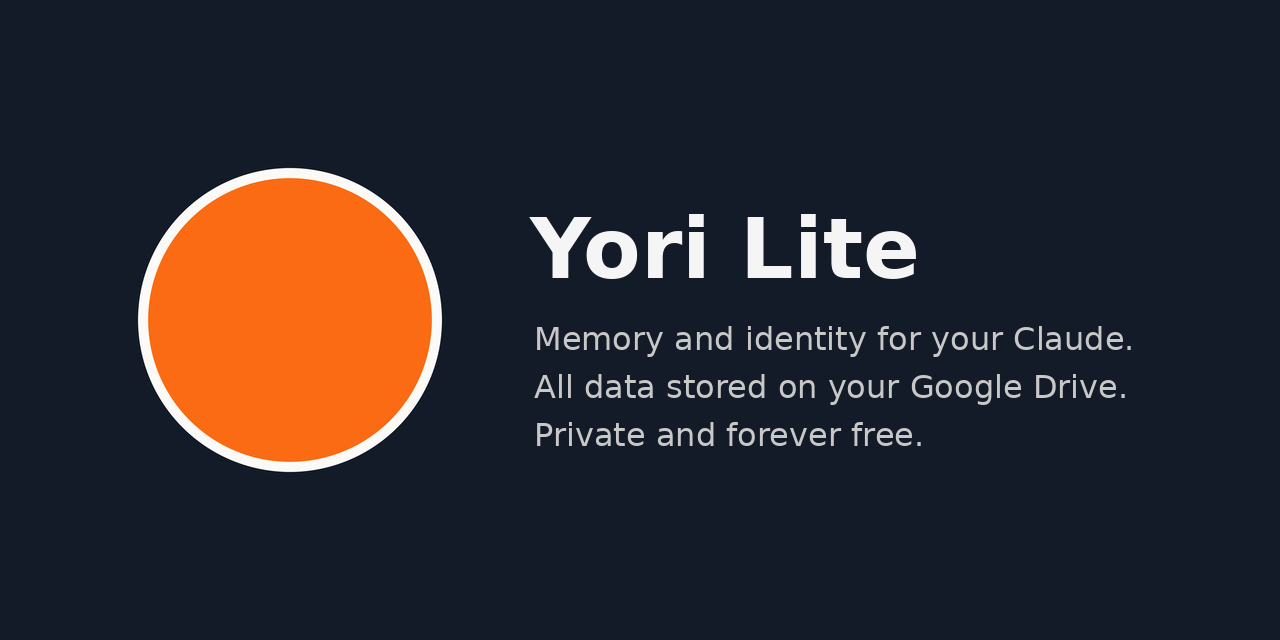 Yori Lite
Memory and identity for your Claude.
All data stored on your Google Drive.
Private and forever free.